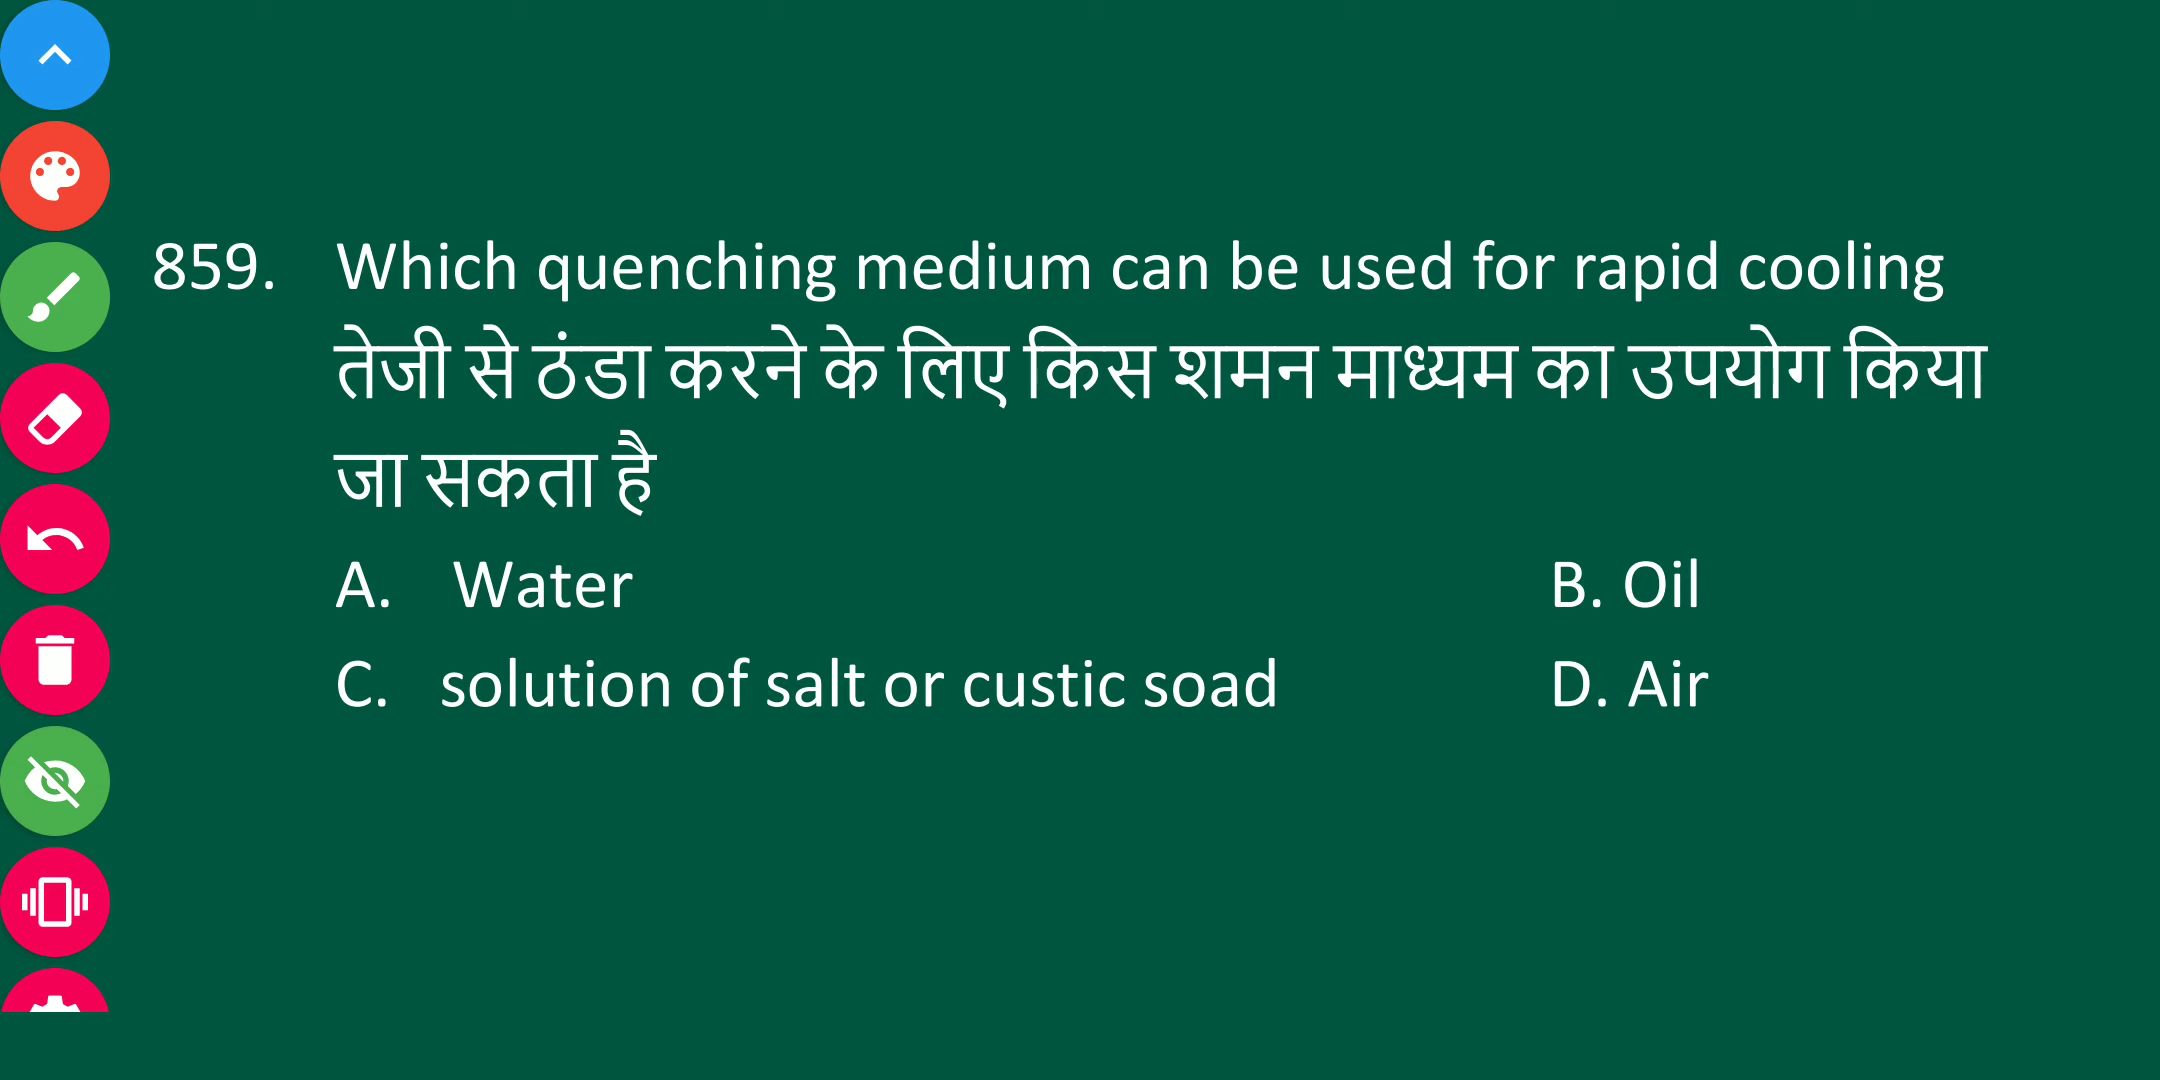 859. Which quenching medium can be used for rapid cooling
तेजी से ठंडा करने के लिए किस शमन माध्यम का उपयोग किया
जा सकता है
A. Water B. Oil
C. solution of salt or custic soad D. Air